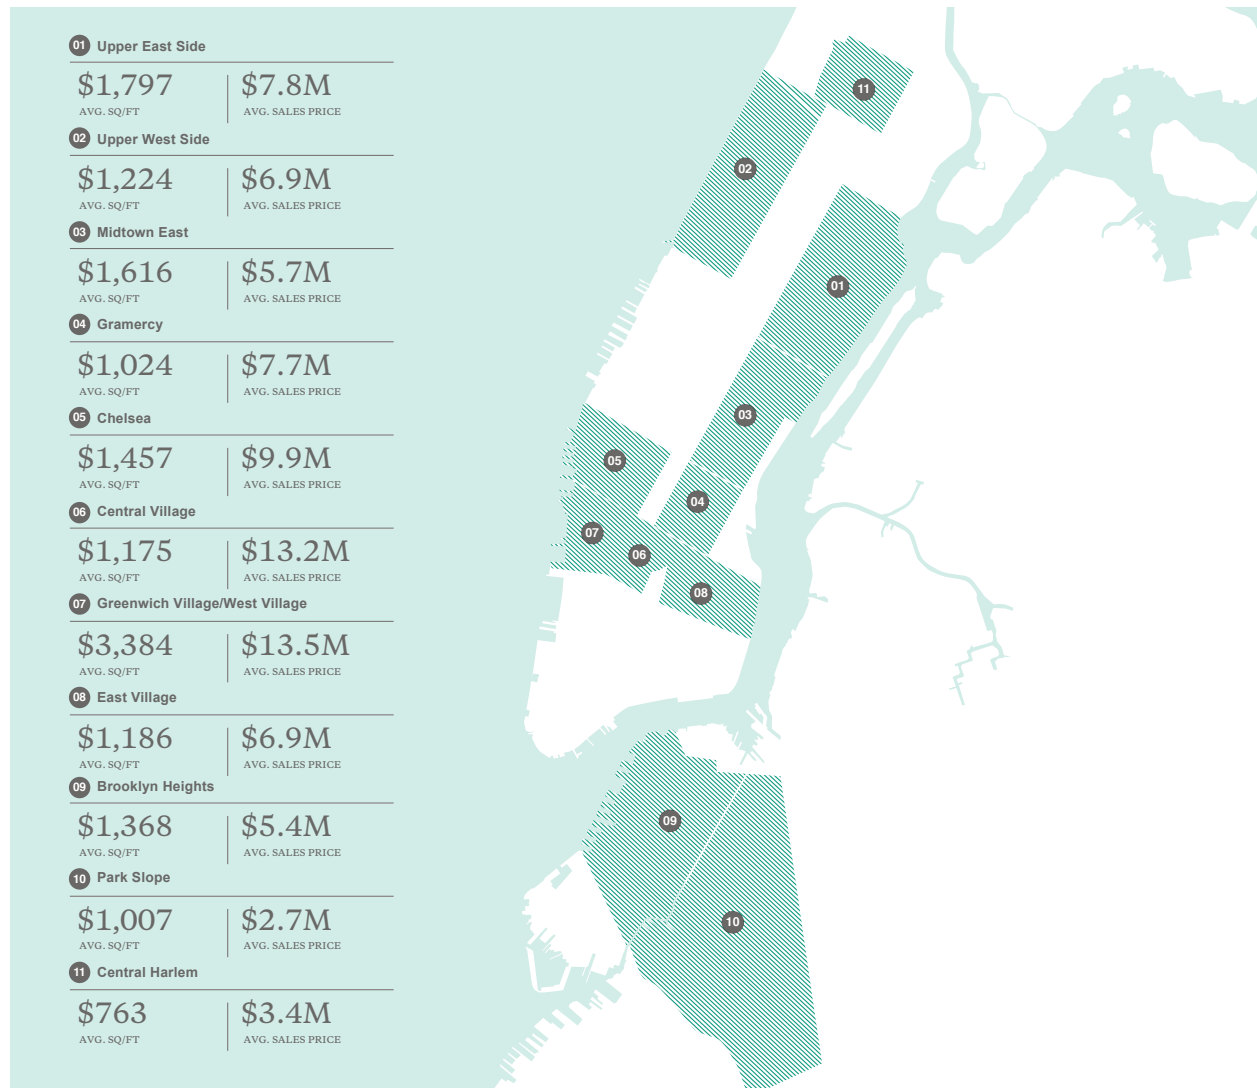 01 Upper East Side
$1,797 $7.8M
AVG. SQ/FT AVG. SALES PRICE
02 Upper West Side
$1,224 $6.9M
AVG. SQ/FT AVG. SALES PRICE
03 Midtown East
$1,616 $5.7M
AVG. SQ/FT AVG. SALES PRICE
04 Gramercy
$1,024 $7.7M
AVG. SQ/FT AVG. SALES PRICE
05 Chelsea
$1,457 $9.9M
AVG. SQ/FT AVG. SALES PRICE
06 Central Village
$1,175 $13.2M
AVG. SQ/FT AVG. SALES PRICE
07 Greenwich Village/West Village
$3,384 $13.5M
AVG. SQ/FT AVG. SALES PRICE
08 East Village
$1,186 $6.9M
AVG. SQ/FT AVG. SALES PRICE
09 Brooklyn Heights
$1,368 $5.4M
AVG. SQ/FT AVG. SALES PRICE
10 Park Slope
$1,007 $2.7M
AVG. SQ/FT AVG. SALES PRICE
11 Central Harlem
$763 $3.4M
AVG. SQ/FT AVG. SALES PRICE
11
02
01
03
05
04
07
06
08
09
10